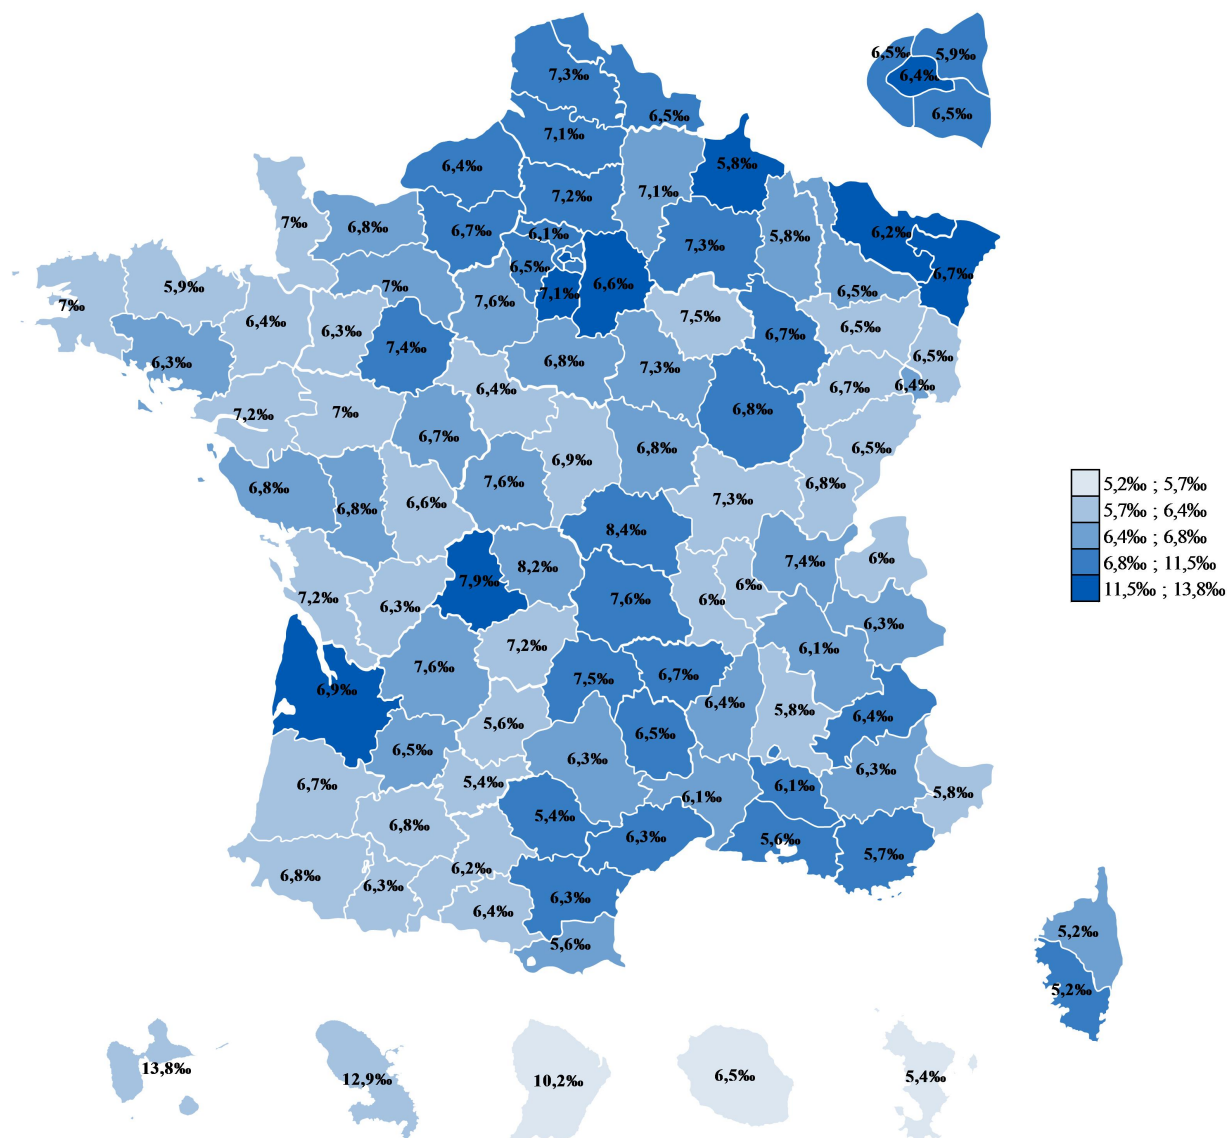 6,5‰ 5,9‰
7,3‰ 6,4‰
6,5‰ 6,5‰
7,1‰
6,4‰ 5,8‰
7,2‰ 7,1‰
7‰ 6,8‰ 6,7‰ 6,1‰ 7,3‰ 5,8‰ 6,2‰
6,5‰ 6,7‰
5,9‰ 7‰ 7,1‰ 6,6‰ 6,5‰
7‰ 7,6‰
6,4‰ 6,3‰ 7,5‰ 6,7‰ 6,5‰
7,4‰
6,3‰ 6,8‰ 7,3‰ 6,5‰
6,4‰ 6,7‰ 6,4‰
7,2‰ 7‰ 6,8‰
6,7‰ 6,8‰ 6,5‰
6,9‰
6,8‰ 7,6‰ 6,8‰
6,8‰ 6,6‰ 7,3‰
8,4‰
7,9‰ 8,2‰ 7,4‰ 6‰
7,2‰ 6,3‰ 7,6‰ 6‰ 6‰
6,3‰
7,2‰ 6,1‰
7,6‰ 7,5‰ 6,7‰
6,9‰ 6,4‰ 5,8‰ 6,4‰
5,6‰
6,5‰ 6,3‰ 6,5‰
6,3‰
6,7‰ 5,4‰ 6,1‰ 6,1‰ 5,8‰
6,8‰ 5,4‰ 6,3‰ 5,6‰
5,7‰
6,8‰ 6,3‰ 6,2‰
6,4‰ 6,3‰
5,6‰ 5,2‰
5,2‰
13,8‰ 12,9‰ 10,2‰ 6,5‰ 5,4‰
5,2‰ ; 5,7‰
5,7‰ ; 6,4‰
6,4‰ ; 6,8‰
6,8‰ ; 11,5‰
11,5‰ ; 13,8‰